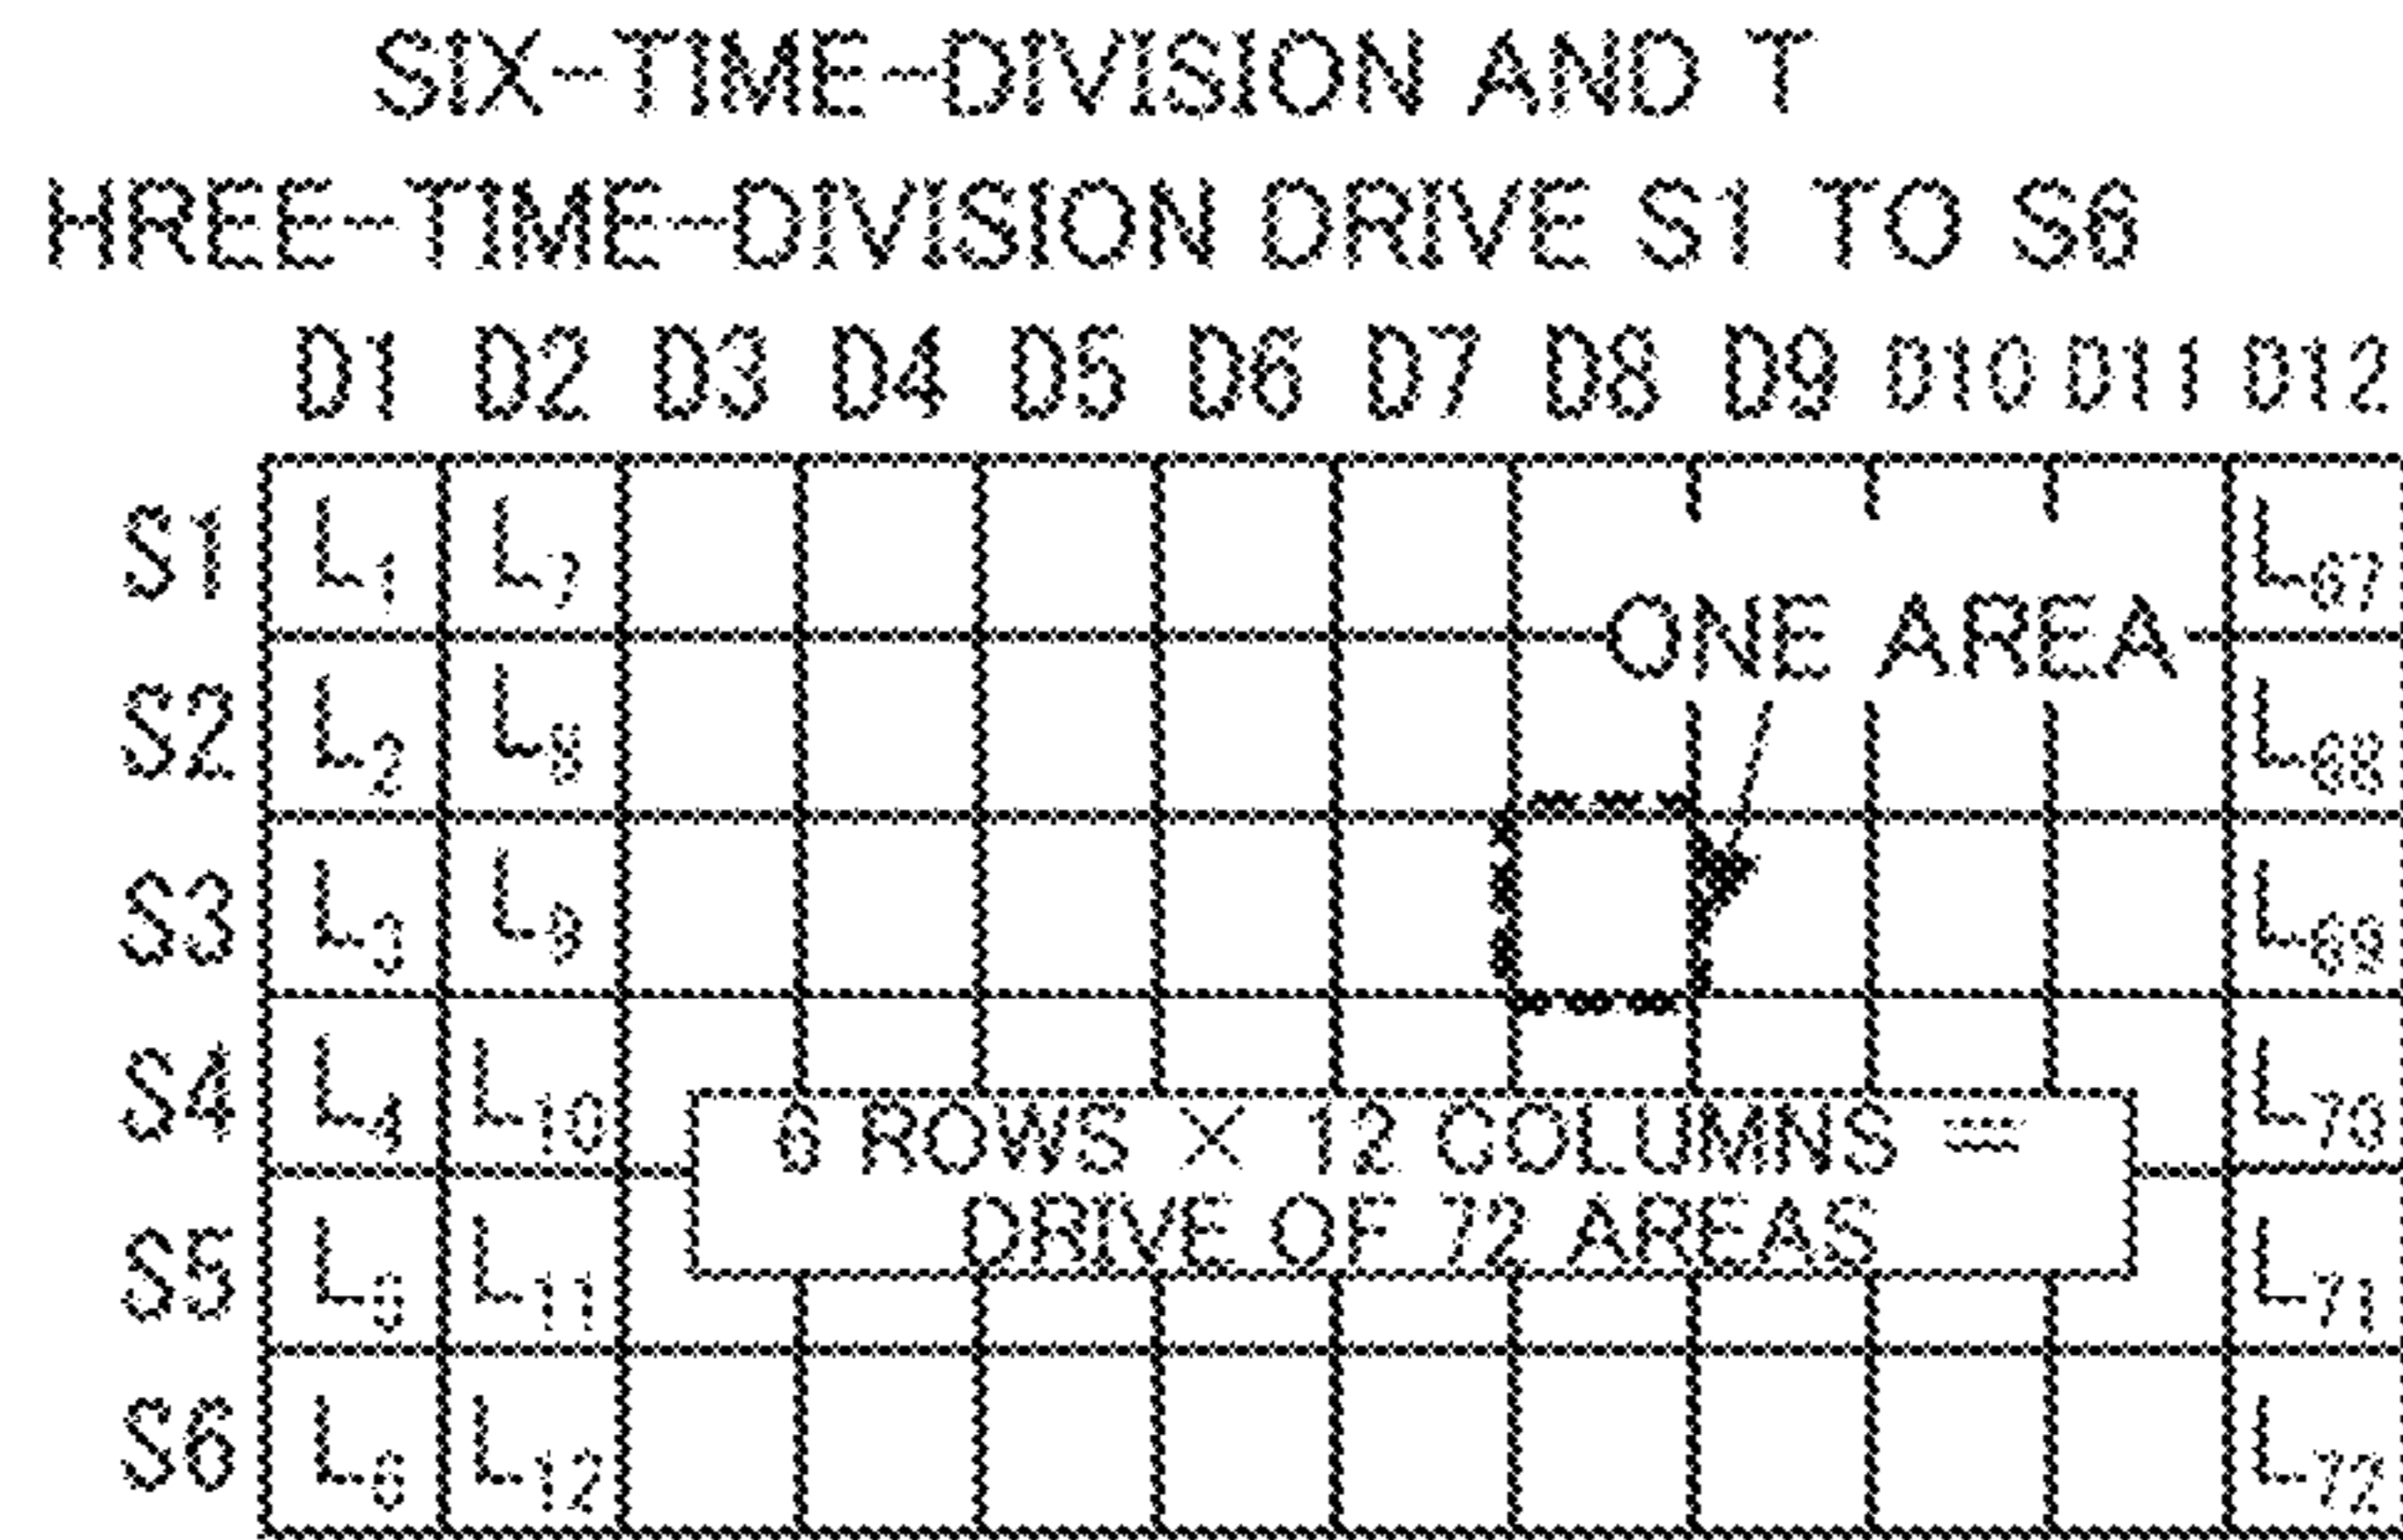 SIX-TIME-DIVISION AND T
HREE-TIME-DIVISION DRIVE S1 TO S6
D1 D2 D3 D4 D5 D6 D7 D8 D9 D10 D11 D12
S1 L1 L7 L67
ONE AREA
S2 L2 L8 L68
S3 L3 L9 L69
S4 L4 L10 L70
6 ROWS × 12 COLUMNS =
DRIVE OF 72 AREAS
S5 L5 L11 L71
S6 L6 L12 L72